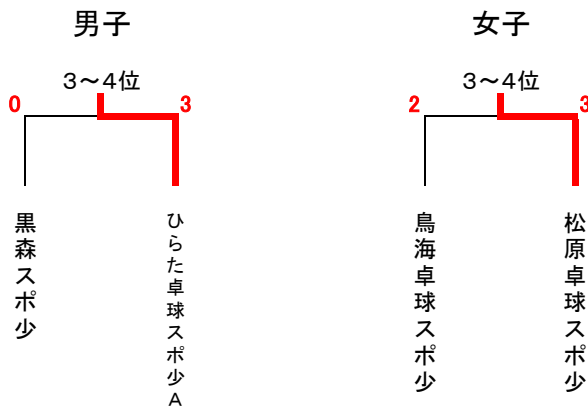 男子
女子
3～4位
3～4位
0
3
2
3
黒森スポ少
ひらた卓球スポ少A
鳥海卓球スポ少
松原卓球スポ少